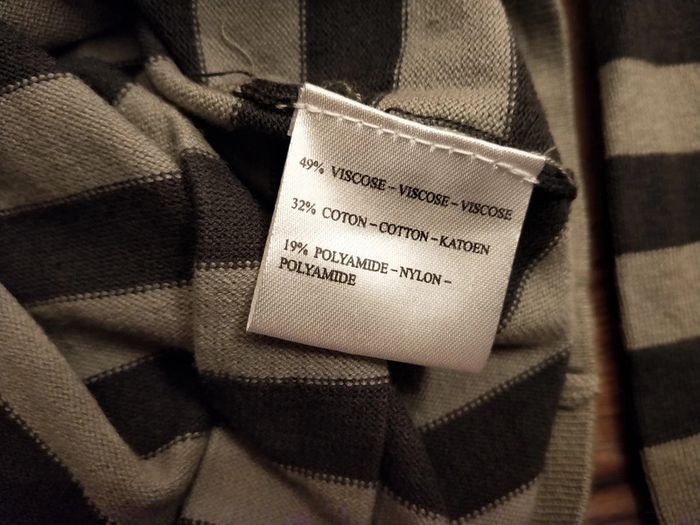 49% VISCOSE – VISCOSE – VISCOSE
32% COTON – COTTON – KATOEN
19% POLYAMIDE – NYLON –
POLYAMIDE